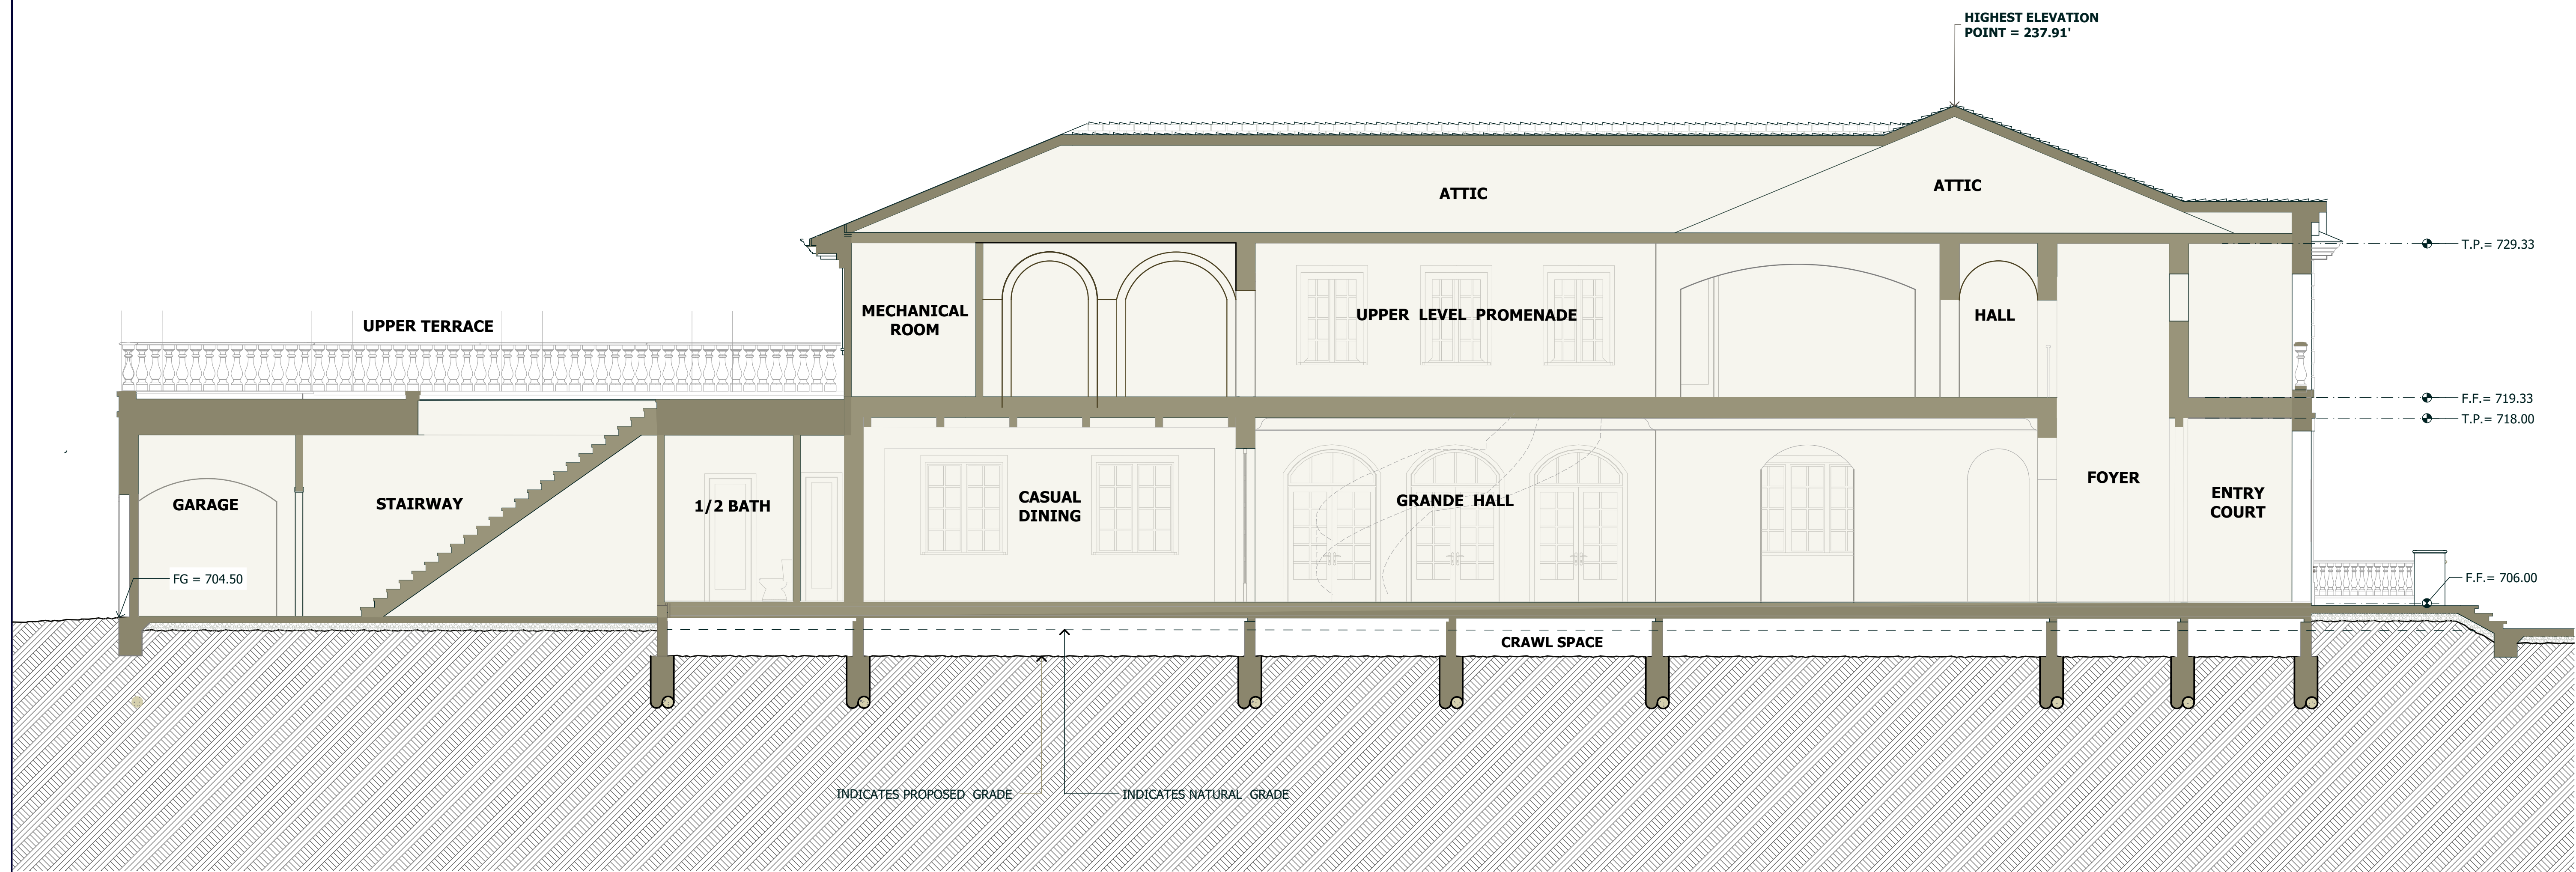 HIGHEST ELEVATION
POINT = 237.91'
ATTIC
ATTIC
T.P.= 729.33
MECHANICAL
ROOM
UPPER LEVEL PROMENADE
HALL
UPPER TERRACE
F.F.= 719.33
T.P.= 718.00
GARAGE
STAIRWAY
1/2 BATH
CASUAL
DINING
GRANDE HALL
FOYER
ENTRY
COURT
FG = 704.50
F.F.= 706.00
CRAWL SPACE
INDICATES PROPOSED GRADE
INDICATES NATURAL GRADE